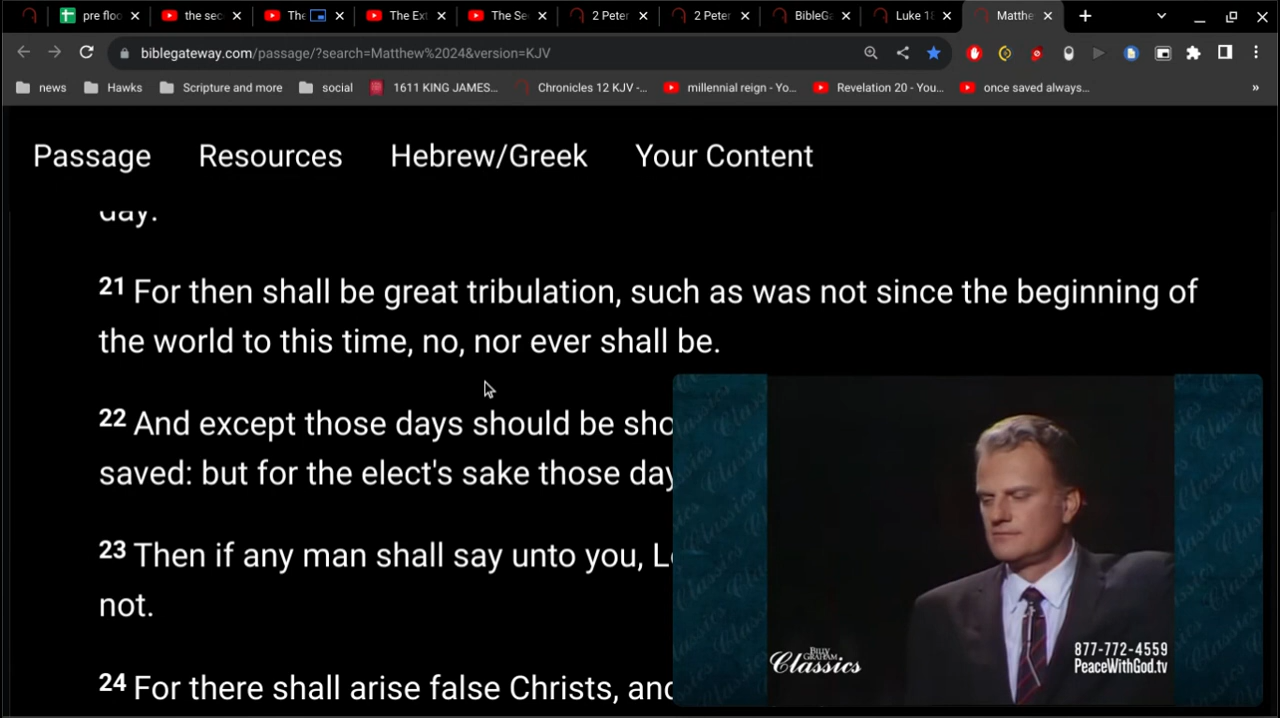 pre floo
the sec
The
The Ex
The Se
2 Peter
2 Peter
BibleGa
Luke 18
Matthe
biblegateway.com/passage/?search=Matthew%2024&version=KJV
news Hawks Scripture and more social 1611 KING JAMES... Chronicles 12 KJV -... millennial reign - Yo... Revelation 20 - You... once saved always... »
Passage Resources Hebrew/Greek Your Content
day.
21 For then shall be great tribulation, such as was not since the beginning of
the world to this time, no, nor ever shall be.
22 And except those days should be sho
saved: but for the elect's sake those day
23 Then if any man shall say unto you, L
not.
24 For there shall arise false Christs, and
BILLY GRAHAM
Classics
877-772-4559
PeaceWithGod.tv